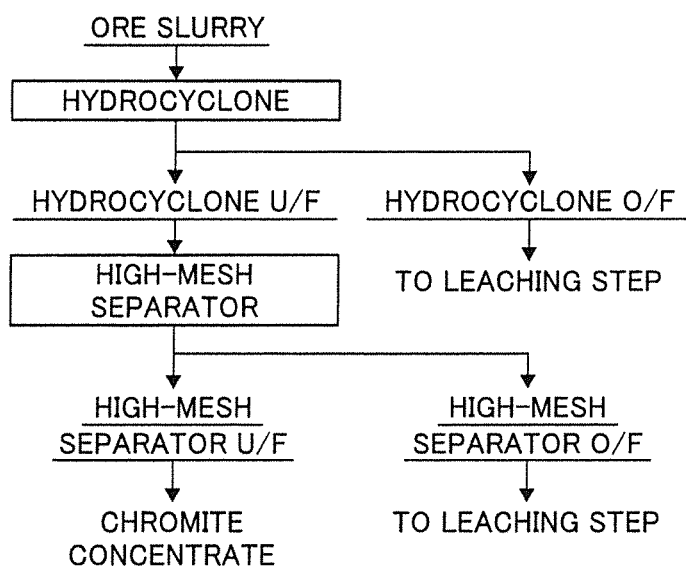 ORE SLURRY
HYDROCYCLONE
HYDROCYCLONE U/F
HYDROCYCLONE O/F
HIGH-MESH
SEPARATOR
TO LEACHING STEP
HIGH-MESH
SEPARATOR U/F
HIGH-MESH
SEPARATOR O/F
CHROMITE
CONCENTRATE
TO LEACHING STEP